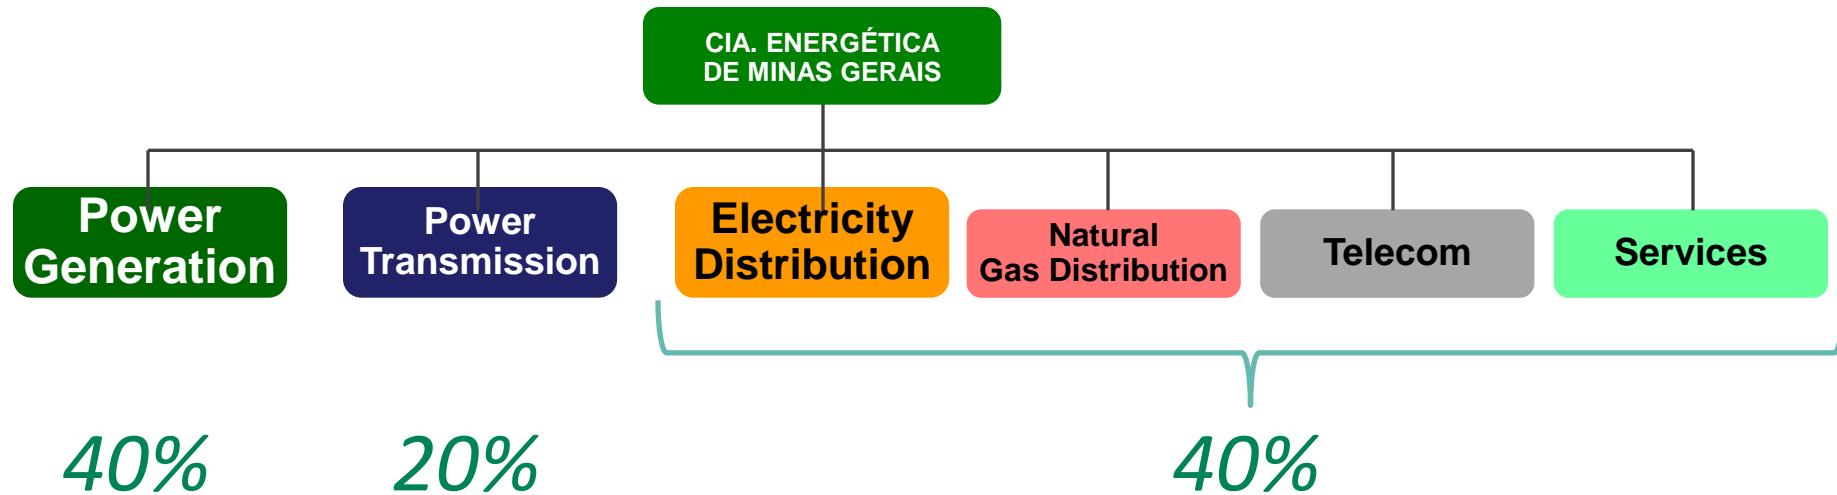 CIA. ENERGÉTICA
DE MINAS GERAIS
Power
Generation
Power
Transmission
Electricity
Distribution
Natural
Gas Distribution
Telecom
Services
40%
20%
40%